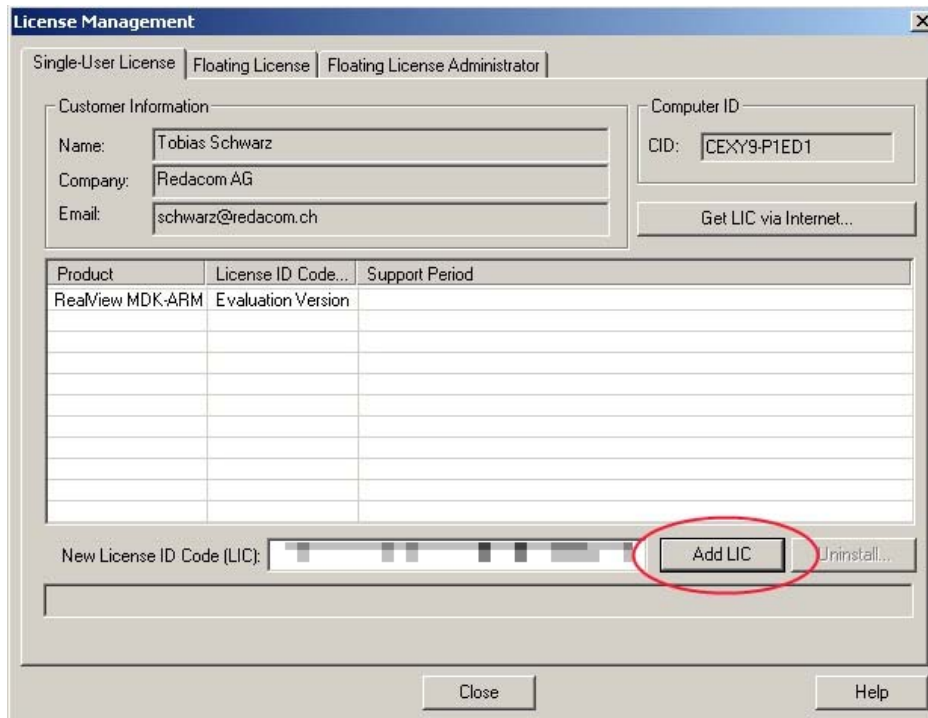 License Management
Single-User License Floating License Floating License Administrator
Customer Information
Name: Tobias Schwarz
Company: Redacom AG
Email: schwarz@redacom.ch
Computer ID
CID: CEXY9-P1ED1
Get LIC via Internet...
Product License ID Code... Support Period
RealView MDK-ARM Evaluation Version
New License ID Code (LIC): Add LIC Uninstall...
Close Help